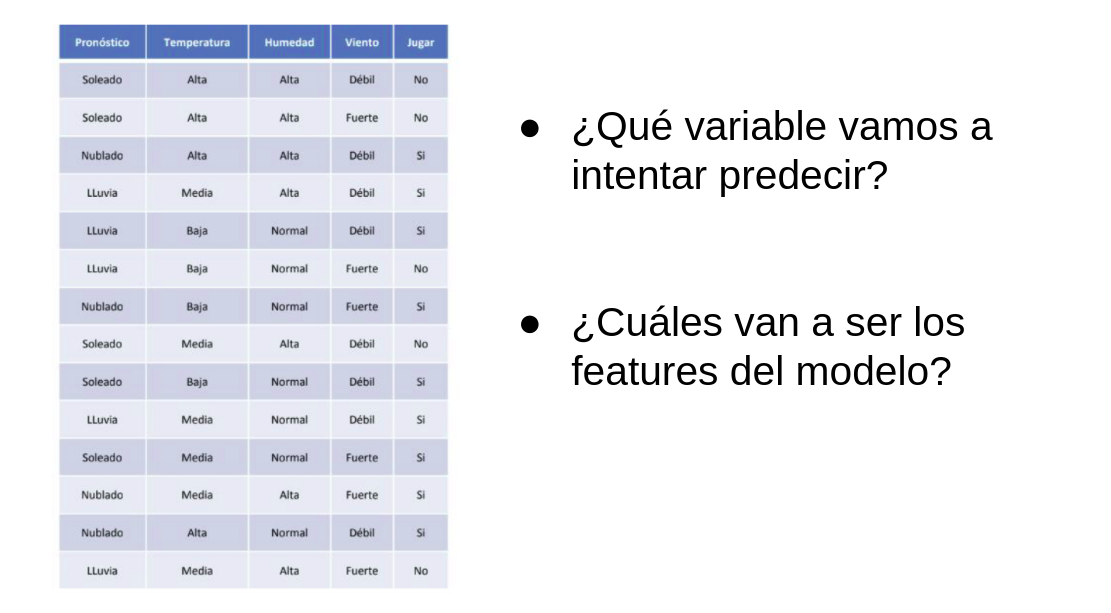 Pronóstico Temperatura Humedad Viento Jugar
Soleado Alta Alta Débil No
Soleado Alta Alta Fuerte No
Nublado Alta Alta Débil Si
LLuvia Media Alta Débil Si
LLuvia Baja Normal Débil Si
LLuvia Baja Normal Fuerte No
Nublado Baja Normal Fuerte Si
Soleado Media Alta Débil No
Soleado Baja Normal Débil Si
LLuvia Media Normal Débil Si
Soleado Media Normal Fuerte Si
Nublado Media Alta Fuerte Si
Nublado Alta Normal Débil Si
LLuvia Media Alta Fuerte No
● ¿Qué variable vamos a
intentar predecir?
● ¿Cuáles van a ser los
features del modelo?